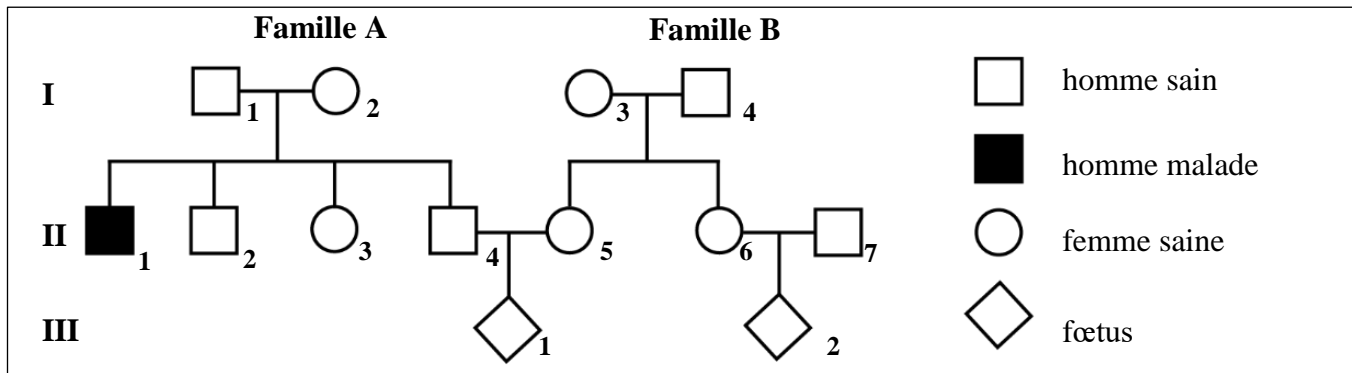 Famille A Famille B
I 1 2 3 4
homme sain
homme malade
II 1 2 3 4 5 6 7
femme saine
III 1 2
fœtus